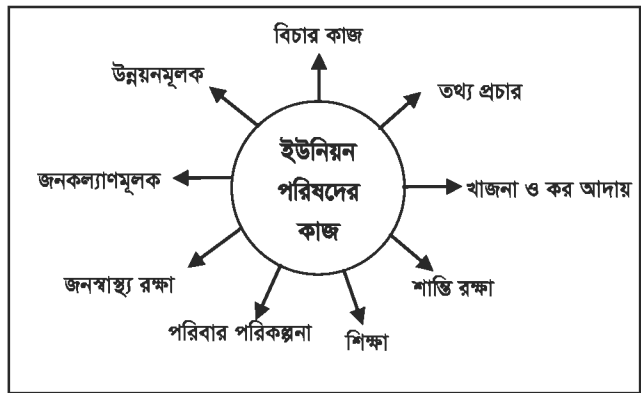 বিচার কাজ
উন্নয়নমূলক
তথ্য প্রচার
ইউনিয়ন
পরিষদের
কাজ
জনকল্যাণমূলক
খাজনা ও কর আদায়
জনস্বাস্থ্য রক্ষা
শান্তি রক্ষা
পরিবার পরিকল্পনা
শিক্ষা